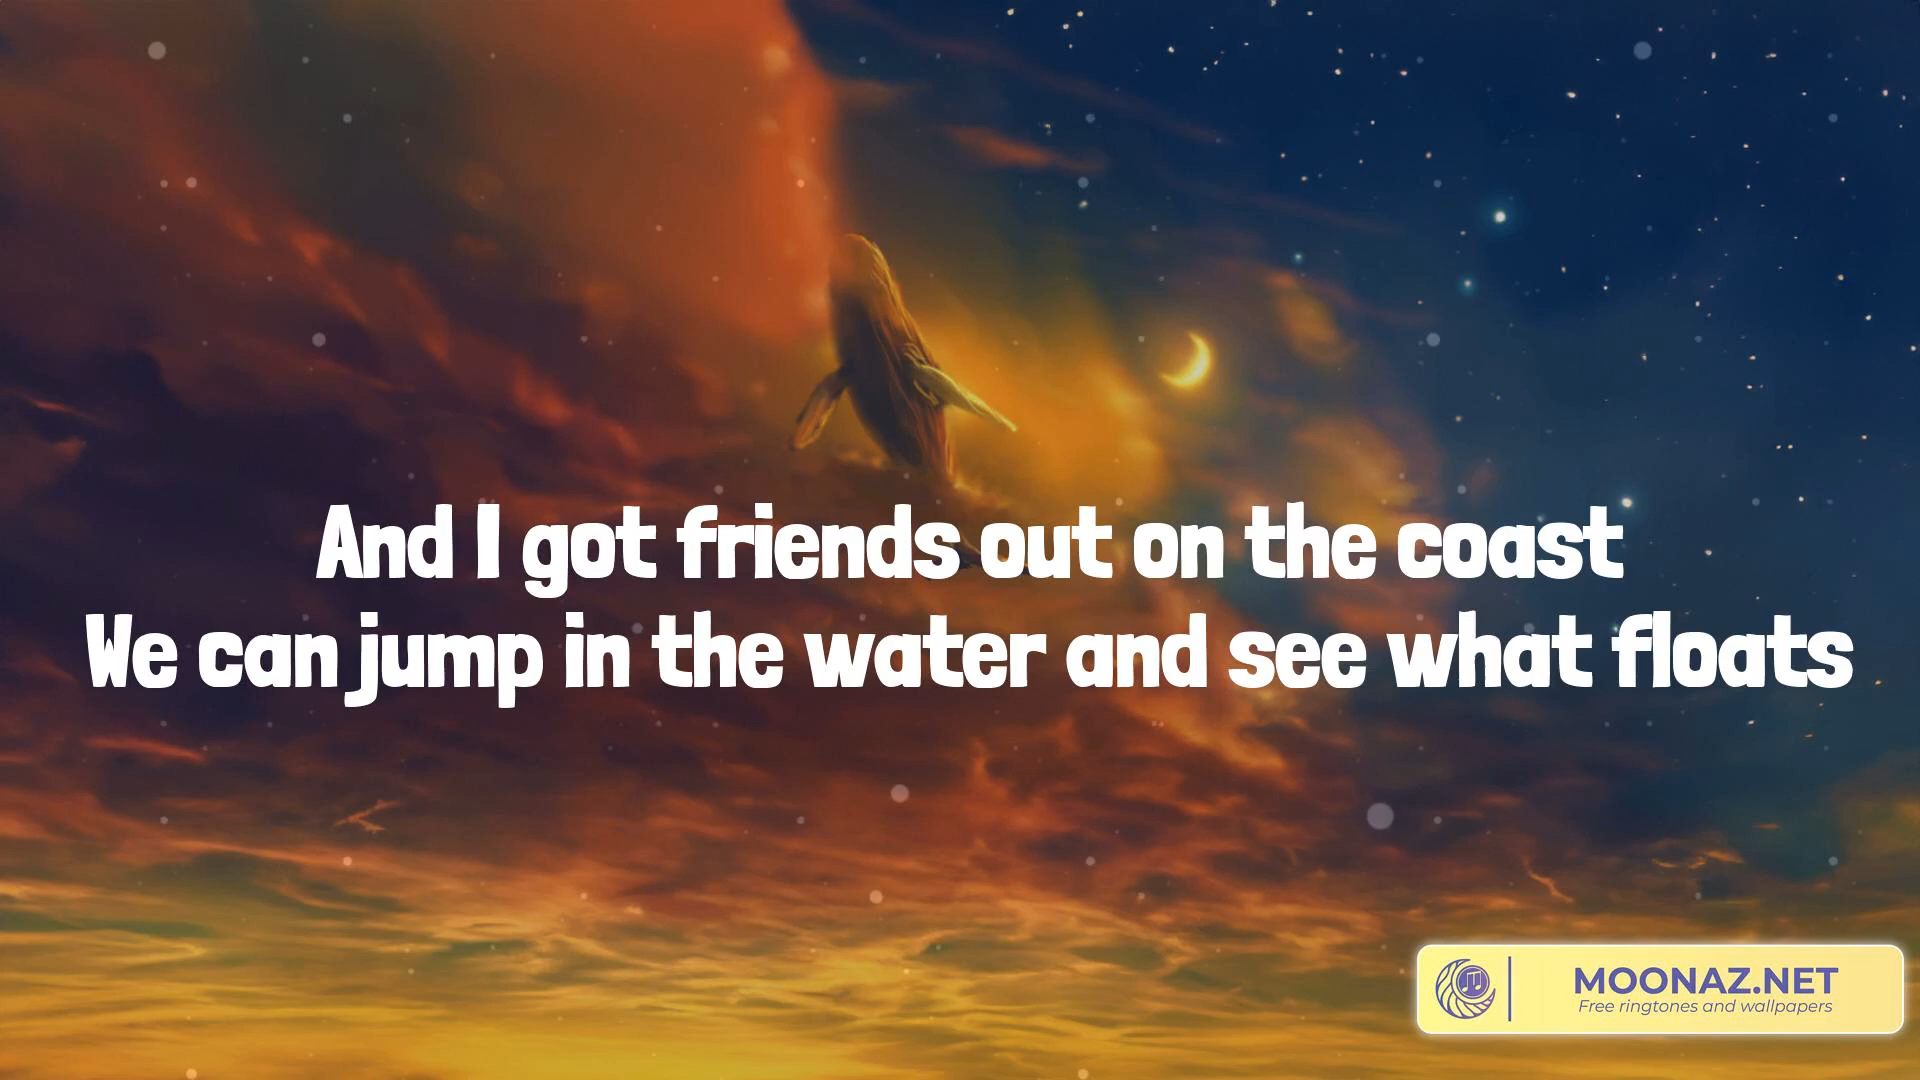 And I got friends out on the coast
We can jump in the water and see what floats
MOONAZ.NET
Free ringtones and wallpapers